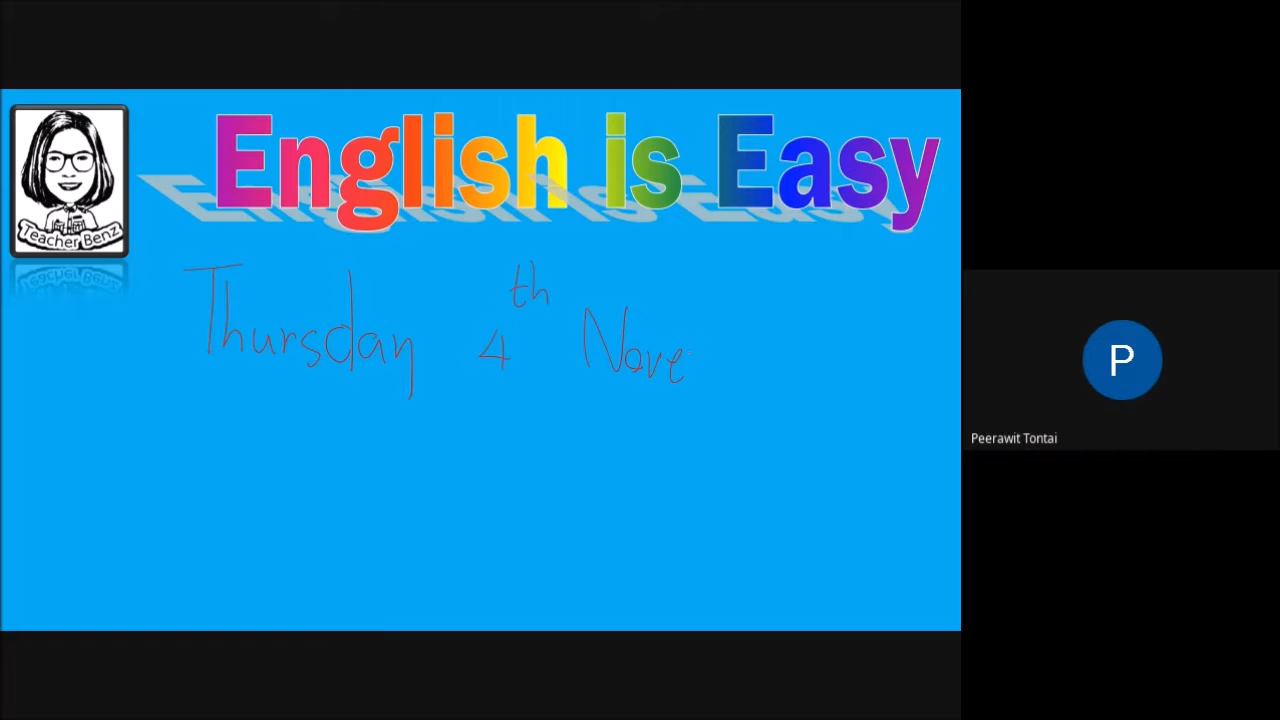 English is Easy
Teacher Benz
Thursday 4th Nove
P
Peerawit Tontai